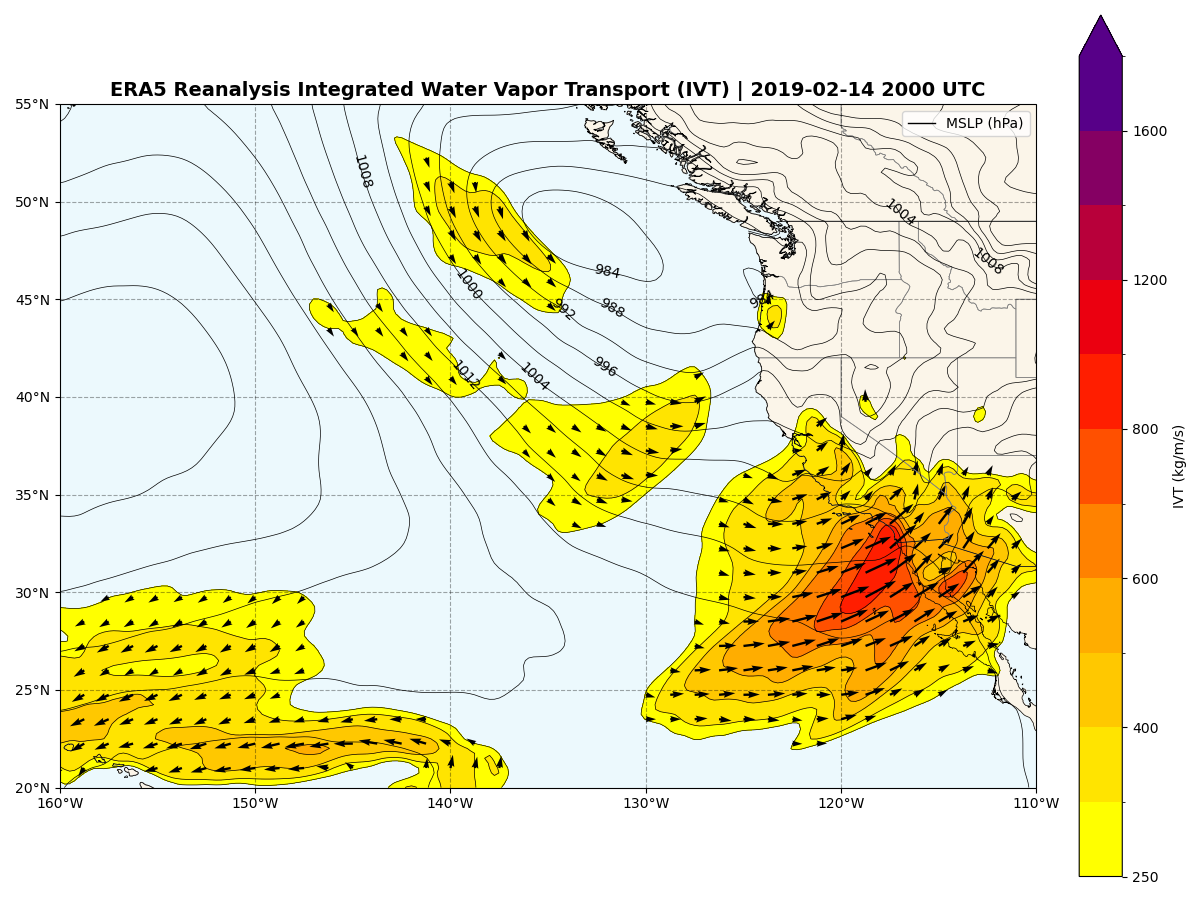 ERA5 Reanalysis Integrated Water Vapor Transport (IVT) | 2019-02-14 2000 UTC
MSLP (hPa)
55°N
50°N
45°N
40°N
35°N
30°N
25°N
20°N
160°W
150°W
140°W
130°W
120°W
110°W
1008
1004
1008
1000
984
988
992
996
1004
1012
1600
1200
800
600
400
250
IVT (kg/m/s)